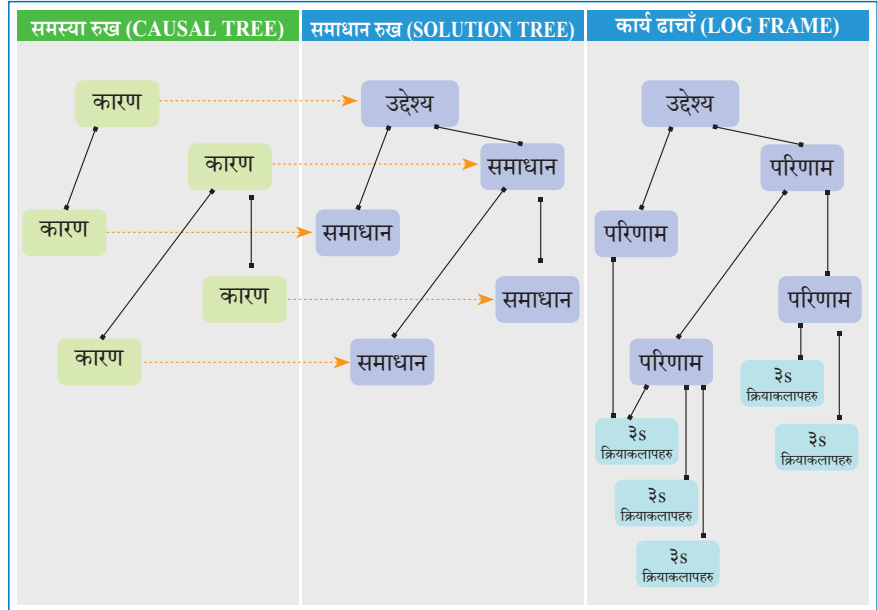 समस्या रुख (CAUSAL TREE)
कारण
कारण
कारण
कारण
कारण
समाधान रुख (SOLUTION TREE)
उद्देश्य
समाधान
समाधान
समाधान
समाधान
कार्य ढाचाँ (LOG FRAME)
उद्देश्य
परिणाम
परिणाम
परिणाम
परिणाम
३s
क्रियाकलापहरु
३s
क्रियाकलापहरु
३s
क्रियाकलापहरु
३s
क्रियाकलापहरु
३s
क्रियाकलापहरु